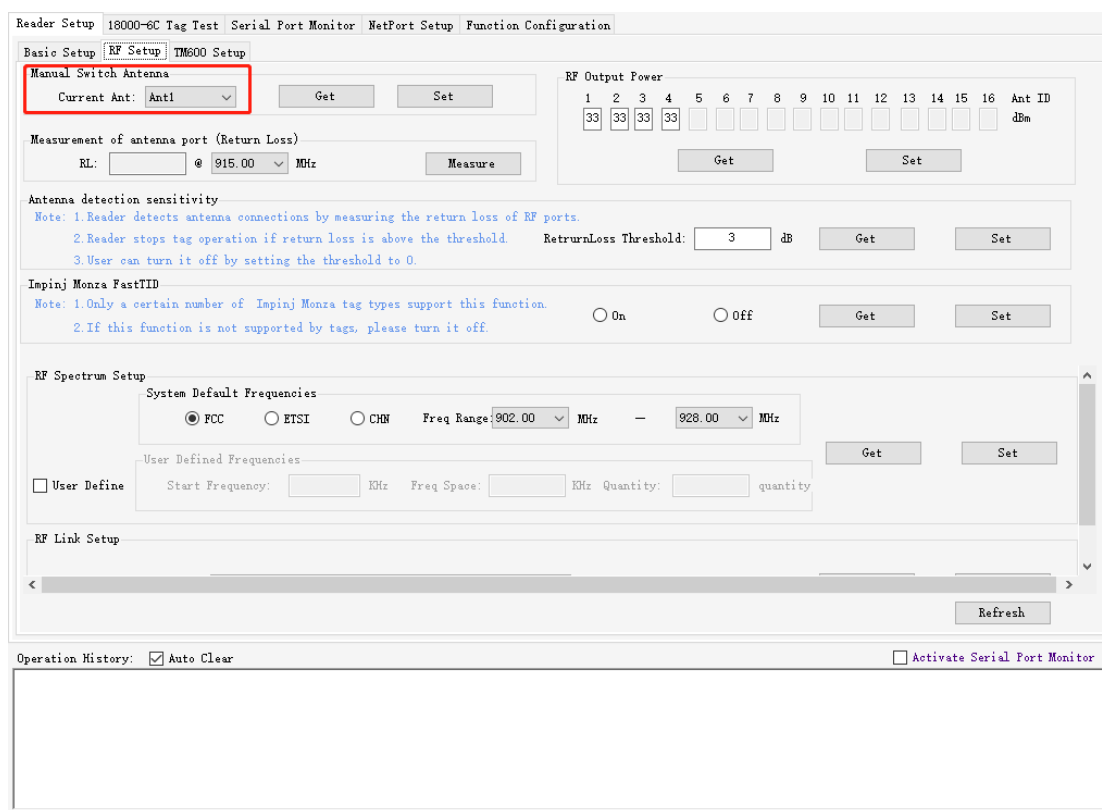 Reader Setup 18000-6C Tag Test Serial Port Monitor NetPort Setup Function Configuration
Basic Setup RF Setup TM600 Setup
Manual Switch Antenna
Current Ant: Ant1 Get Set
RF Output Power
1 2 3 4 5 6 7 8 9 10 11 12 13 14 15 16 Ant ID
33 33 33 33 dBm
Get Set
Measurement of antenna port (Return Loss)
RL: @ 915.00 MHz Measure
Antenna detection sensitivity
Note: 1.Reader detects antenna connections by measuring the return loss of RF ports.
2.Reader stops tag operation if return loss is above the threshold.
3.User can turn it off by setting the threshold to 0.
RetrurnLoss Threshold: 3 dB Get Set
Impinj Monza FastTID
Note: 1.Only a certain number of Impinj Monza tag types support this function.
2.If this function is not supported by tags, please turn it off.
On Off Get Set
RF Spectrum Setup
System Default Frequencies
FCC ETSI CHN Freq Range: 902.00 MHz — 928.00 MHz
Get Set
User Defined Frequencies
User Define Start Frequency: KHz Freq Space: KHz Quantity: quantity
RF Link Setup
Refresh
Operation History: Auto Clear Activate Serial Port Monitor